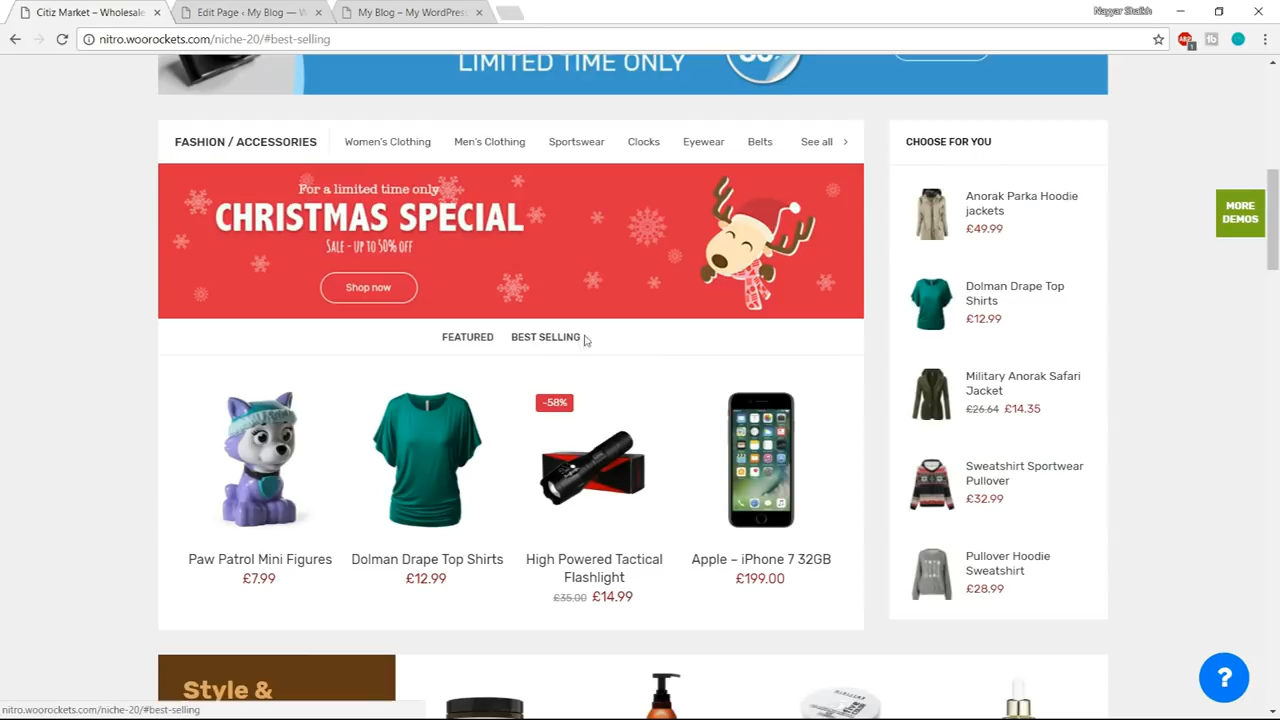 Citiz Market – Wholesale
Edit Page ‹ My Blog — W
My Blog – My WordPress
Nayyar Shaikh
nitro.woorockets.com/niche-20/#best-selling
LIMITED TIME ONLY
FASHION / ACCESSORIES
Women's Clothing
Men's Clothing
Sportswear
Clocks
Eyewear
Belts
See all
For a limited time only
CHRISTMAS SPECIAL
SALE - UP TO 50% OFF
Shop now
FEATURED
BEST SELLING
-58%
Paw Patrol Mini Figures
£7.99
Dolman Drape Top Shirts
£12.99
High Powered Tactical
Flashlight
£35.00 £14.99
Apple – iPhone 7 32GB
£199.00
CHOOSE FOR YOU
Anorak Parka Hoodie
jackets
£49.99
Dolman Drape Top
Shirts
£12.99
Military Anorak Safari
Jacket
£26.64 £14.35
Sweatshirt Sportwear
Pullover
£32.99
Pullover Hoodie
Sweatshirt
£28.99
MORE
DEMOS
Style &
?
nitro.woorockets.com/niche-20/#best-selling